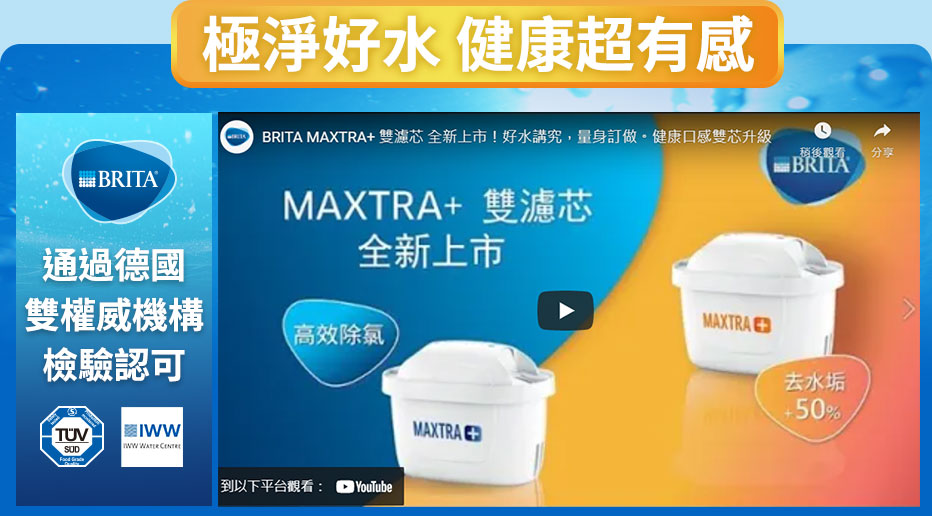 極淨好水 健康超有感
BRITA
通過德國
雙權威機構
檢驗認可
TÜV
SÜD
Food Grade
Quality
IWW
IWW WATER CENTRE
BRITA MAXTRA+ 雙濾芯 全新上市！好水講究，量身訂做。健康口感雙芯升級
稍後觀看
分享
BRITA
MAXTRA+ 雙濾芯
全新上市
高效除氯
MAXTRA
MAXTRA
去水垢
+50%
到以下平台觀看： YouTube